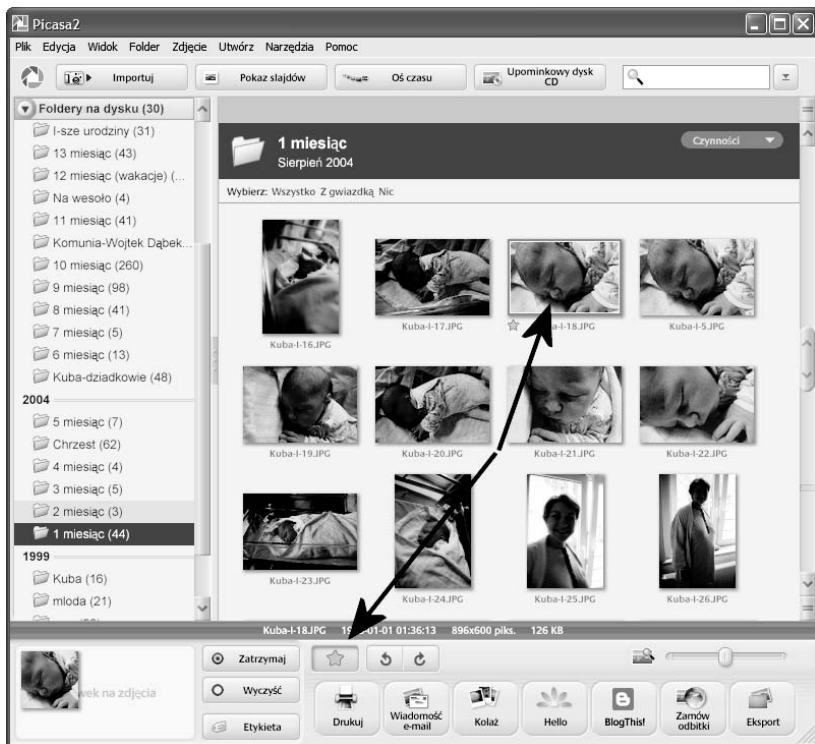 Picasa2
Plik Edycja Widok Folder Zdjęcie Utwórz Narzędzia Pomoc
Importuj Pokaz slajdów Oś czasu Upominkowy dysk
CD
Foldery na dysku (30)
I-sze urodziny (31)
13 miesiąc (43)
12 miesiąc (wakacje) (...
Na wesoło (4)
11 miesiąc (41)
Komunia-Wojtek Dąbek...
10 miesiąc (260)
9 miesiąc (98)
8 miesiąc (41)
7 miesiąc (5)
6 miesiąc (13)
Kuba-dziadkowie (48)
2004
5 miesiąc (7)
Chrzest (62)
4 miesiąc (4)
3 miesiąc (5)
2 miesiąc (3)
1 miesiąc (44)
1999
Kuba (16)
mloda (21)
1 miesiąc
Czynności
Sierpień 2004
Wybierz: Wszystko Z gwiazdką Nic
Kuba-I-16.JPG Kuba-I-17.JPG -I-18.JPG Kuba-I-5.JPG
Kuba-I-19.JPG Kuba-I-20.JPG Kuba-I-21.JPG Kuba-I-22.JPG
Kuba-I-23.JPG Kuba-I-24.JPG Kuba-I-25.JPG Kuba-I-26.JPG
Kuba-I-18.JPG -01-01 01:36:13 896x600 piks. 126 KB
na zdjęcia
Zatrzymaj
Wyczyść
Etykieta
Drukuj Wiadomość
e-mail Kolaż Hello BlogThis! Zamów
odbitki Eksport